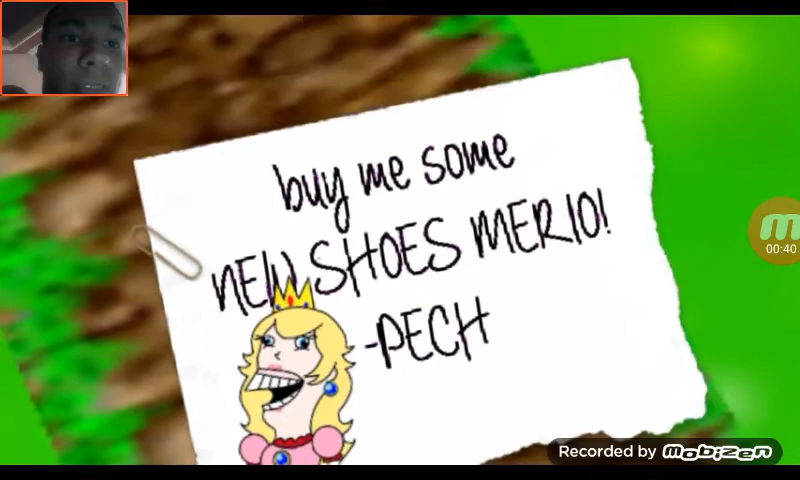 buy me some
NEW SHOES MERIO!
-PECH
00:40
Recorded by mobizen